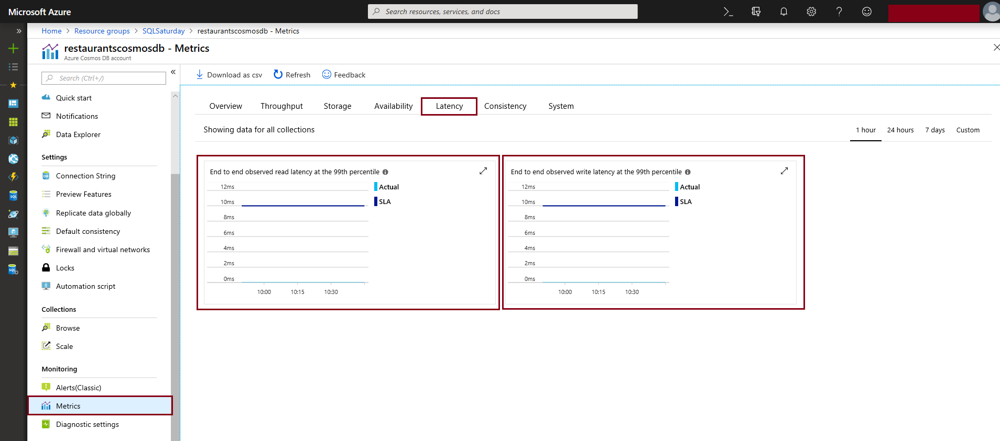 Microsoft Azure
Search resources, services, and docs
Home > Resource groups > SQLSaturday > restaurantscosmosdb - Metrics
restaurantscosmosdb - Metrics
Azure Cosmos DB account
Search (Ctrl+/)
Quick start
Notifications
Data Explorer
Settings
Connection String
Preview Features
Replicate data globally
Default consistency
Firewall and virtual networks
Locks
Automation script
Collections
Browse
Scale
Monitoring
Alerts(Classic)
Metrics
Diagnostic settings
Download as csv Refresh Feedback
Overview Throughput Storage Availability Latency Consistency System
Showing data for all collections
1 hour 24 hours 7 days Custom
End to end observed read latency at the 99th percentile
12ms
10ms
8ms
6ms
4ms
2ms
0ms
10:00 10:15 10:30
Actual
SLA
End to end observed write latency at the 99th percentile
12ms
10ms
8ms
6ms
4ms
2ms
0ms
10:00 10:15 10:30
Actual
SLA